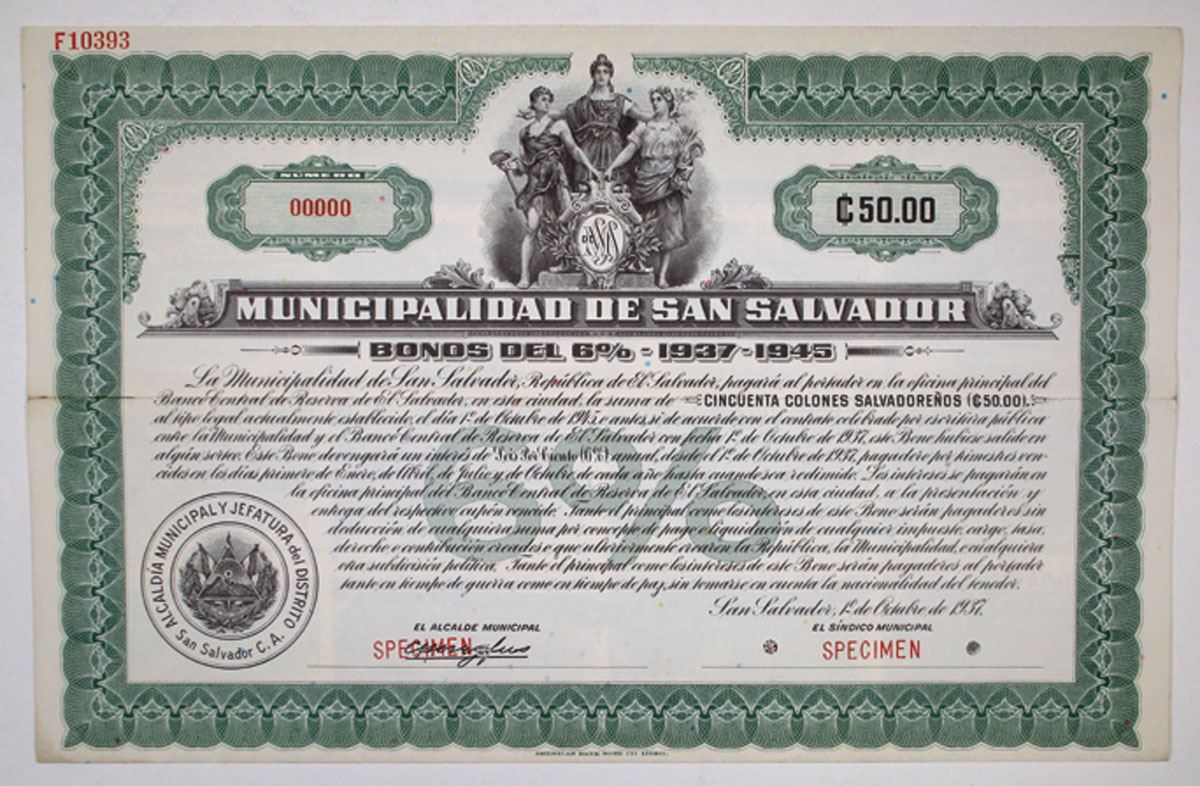 F10393
NUMERO
00000
₡50.00
MUNICIPALIDAD DE SAN SALVADOR
BONOS DEL 6% - 1937-1945
La Municipalidad de San Salvador, República de El Salvador, pagará al portador en la oficina principal del
Banco Central de Reserva de El Salvador, en esta ciudad, la suma de CINCUENTA COLONES SALVADOREÑOS (₡50.00).
al tipo legal actualmente establecido, el día 1º de Octubre de 1945 o antes, si de acuerdo con el contrato celebrado por escritura pública
entre la Municipalidad y el Banco Central de Reserva de El Salvador con fecha 1º de Octubre de 1937, este Bono hubiese salido en
algún sorteo. Este Bono devengará un interés de Seis Por Ciento (6%) anual, desde el 1º de Octubre de 1937, pagadero por trimestres ven-
cidos en los días primero de Enero, de Abril, de Julio y de Octubre de cada año hasta cuando sea redimido. Los intereses se pagarán en
la oficina principal del Banco Central de Reserva de El Salvador en esta ciudad, a la presentación y
entrega del respectivo cupón vencido. Tanto el principal como los intereses de este Bono serán pagaderos sin
deducción de cualquiera suma por concepto de pago o liquidación de cualquier impuesto, cargo, tasa,
derecho o contribución creados o que ulteriormente crearen la República, la Municipalidad, o cualquiera
otra subdivisión política. Tanto el principal como los intereses de este Bono serán pagaderos al portador
tanto en tiempo de guerra como en tiempo de paz, sin tomarse en cuenta la nacionalidad del tenedor.
6%
San Salvador, 1º de Octubre de 1937.
ALCALDÍA MUNICIPAL Y JEFATURA del DISTRITO
San Salvador C. A.
EL ALCALDE MUNICIPAL
SPECIMEN
EL SÍNDICO MUNICIPAL
SPECIMEN
AMERICAN BANK NOTE CO. LITHO.